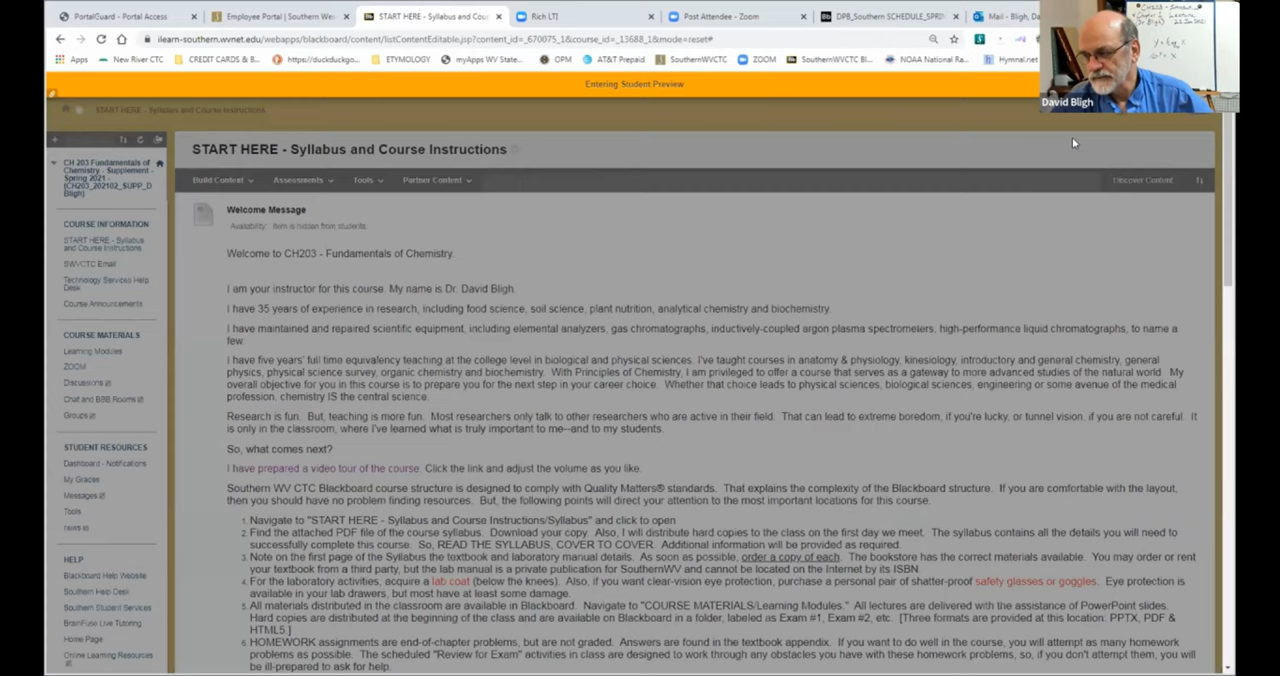 PortalGuard - Portal Access
Employee Portal | Southern Wes
START HERE - Syllabus and Cours
Rich LTI
Post Attendee - Zoom
DPB_Southern SCHEDULE_SPRI
Mail - Bligh, Da
ilearn-southern.wvnet.edu/webapps/blackboard/content/listContentEditable.jsp?content_id=_670075_1&course_id=_13688_1&mode=reset#
Apps
New River CTC
CREDIT CARDS & B...
https://duckduckgo...
ETYMOLOGY
myApps WV State...
OPM
AT&T Prepaid
SouthernWVCTC
ZOOM
SouthernWVCTC Bl...
NOAA National Ra...
Hymnal.net
Entering Student Preview
David Bligh
START HERE - Syllabus and Course Instructions
START HERE - Syllabus and Course Instructions
Build Content
Assessments
Tools
Partner Content
Discover Content
CH 203 Fundamentals of
Chemistry - Supplement -
Spring 2021 -
(CH203_202102_SUPP_D
Bligh)
COURSE INFORMATION
START HERE - Syllabus
and Course Instructions
SWVCTC Email
Technology Services Help
Desk
Course Announcements
COURSE MATERIALS
Learning Modules
ZOOM
Discussions
Chat and BBB Rooms
Groups
STUDENT RESOURCES
Dashboard - Notifications
My Grades
Messages
Tools
News
HELP
Blackboard Help Website
Southern Help Desk
Southern Student Services
BrainFuse Live Tutoring
Home Page
Online Learning Resources
Welcome Message
Availability: Item is hidden from students.
Welcome to CH203 - Fundamentals of Chemistry.
I am your instructor for this course. My name is Dr. David Bligh.
I have 35 years of experience in research, including food science, soil science, plant nutrition, analytical chemistry and biochemistry.
I have maintained and repaired scientific equipment, including elemental analyzers, gas chromatographs, inductively-coupled argon plasma spectrometers, high-performance liquid chromatographs, to name a
few.
I have five years' full time equivalency teaching at the college level in biological and physical sciences. I've taught courses in anatomy & physiology, kinesiology, introductory and general chemistry, general
physics, physical science survey, organic chemistry and biochemistry. With Principles of Chemistry, I am privileged to offer a course that serves as a gateway to more advanced studies of the natural world. My
overall objective for you in this course is to prepare you for the next step in your career choice. Whether that choice leads to physical sciences, biological sciences, engineering or some avenue of the medical
profession, chemistry IS the central science.
Research is fun. But, teaching is more fun. Most researchers only talk to other researchers who are active in their field. That can lead to extreme boredom, if you're lucky, or tunnel vision, if you are not careful. It
is only in the classroom, where I've learned what is truly important to me--and to my students.
So, what comes next?
I have prepared a video tour of the course. Click the link and adjust the volume as you like.
Southern WV CTC Blackboard course structure is designed to comply with Quality Matters® standards. That explains the complexity of the Blackboard structure. If you are comfortable with the layout,
then you should have no problem finding resources. But, the following points will direct your attention to the most important locations for this course.
1. Navigate to "START HERE - Syllabus and Course Instructions/Syllabus" and click to open
2. Find the attached PDF file of the course syllabus. Download your copy. Also, I will distribute hard copies to the class on the first day we meet. The syllabus contains all the details you will need to
successfully complete this course. So, READ THE SYLLABUS, COVER TO COVER. Additional information will be provided as required.
3. Note on the first page of the Syllabus the textbook and laboratory manual details. As soon as possible, order a copy of each. The bookstore has the correct materials available. You may order or rent
your textbook from a third party, but the lab manual is a private publication for SouthernWV and cannot be located on the Internet by its ISBN.
4. For the laboratory activities, acquire a lab coat (below the knees). Also, if you want clear-vision eye protection, purchase a personal pair of shatter-proof safety glasses or goggles. Eye protection is
available in your lab drawers, but most have at least some damage.
5. All materials distributed in the classroom are available in Blackboard. Navigate to "COURSE MATERIALS/Learning Modules." All lectures are delivered with the assistance of PowerPoint slides.
Hard copies are distributed at the beginning of the class and are available on Blackboard in a folder, labeled as Exam #1, Exam #2, etc. [Three formats are provided at this location: PPTX, PDF &
HTML5.]
6. HOMEWORK assignments are end-of-chapter problems, but are not graded. Answers are found in the textbook appendix. If you want to do well in the course, you will attempt as many homework
problems as possible. The scheduled "Review for Exam" activities in class are designed to work through any obstacles you have with these homework problems, so, if you don't attempt them, you will
be ill-prepared to ask for help.